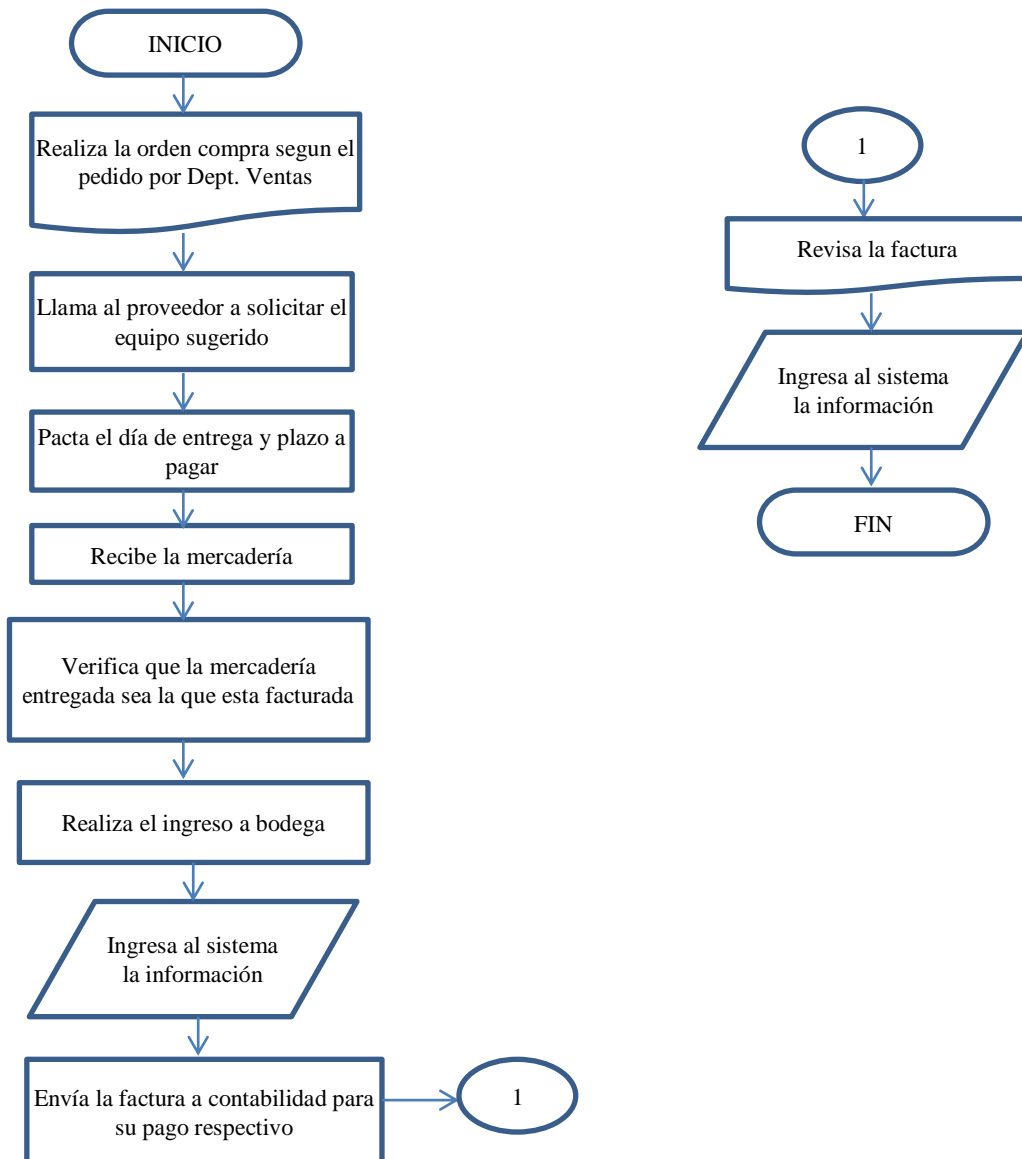 INICIO
Realiza la orden compra segun el
pedido por Dept. Ventas
Llama al proveedor a solicitar el
equipo sugerido
Pacta el día de entrega y plazo a
pagar
Recibe la mercadería
Verifica que la mercadería
entregada sea la que esta facturada
Realiza el ingreso a bodega
Ingresa al sistema
la información
Envía la factura a contabilidad para
su pago respectivo
1
1
Revisa la factura
Ingresa al sistema
la información
FIN